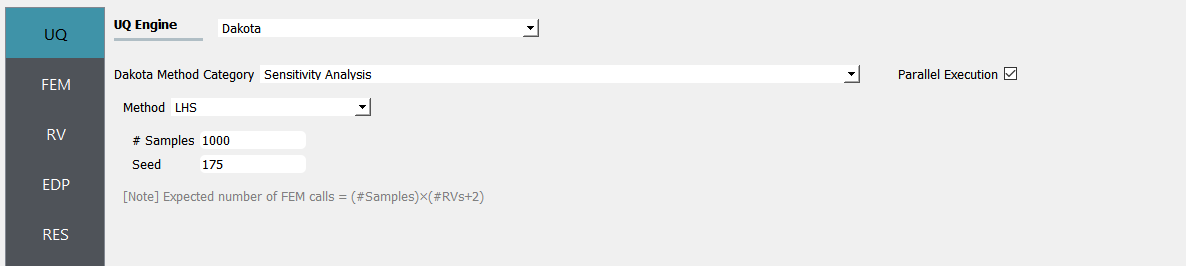 UQ
FEM
RV
EDP
RES
UQ Engine Dakota
Dakota Method Category Sensitivity Analysis Parallel Execution
Method LHS
# Samples 1000
Seed 175
[Note] Expected number of FEM calls = (#Samples)×(#RVs+2)